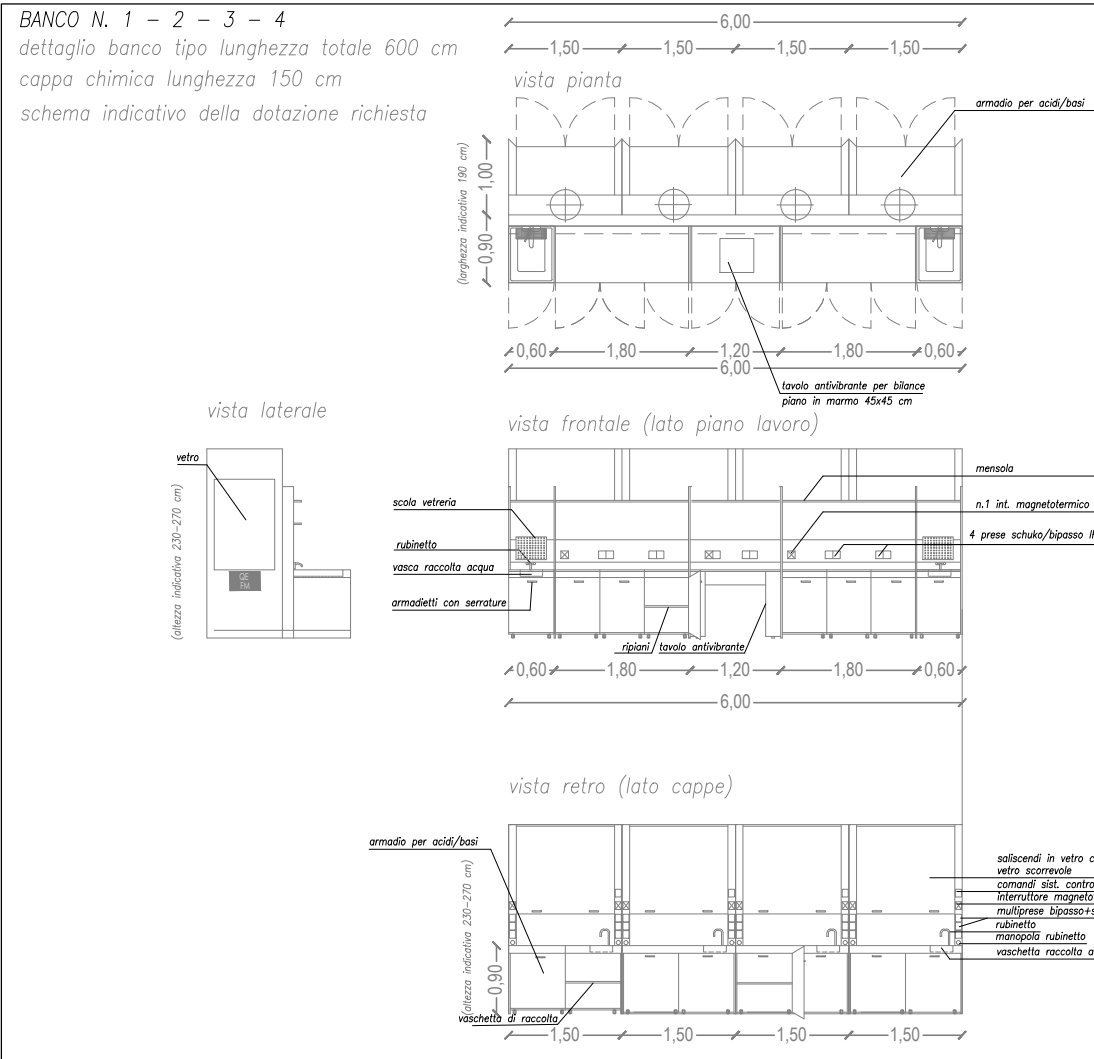 BANCO N. 1 - 2 - 3 - 4
dettaglio banco tipo lunghezza totale 600 cm
cappa chimica lunghezza 150 cm
schema indicativo della dotazione richiesta
6,00
1,50 1,50 1,50 1,50
vista pianta
armadio per acidi/basi
(larghezza indicativa 190 cm)
1,00
0,90
0,60 1,80 1,20 1,80 0,60
6,00
tavolo antivibrante per bilance
piano in marmo 45x45 cm
vista laterale
vetro
QE
FM
(altezza indicativa 230-270 cm)
vista frontale (lato piano lavoro)
mensola
scola vetreria
n.1 int. magnetotermico
4 prese schuko/bipasso
rubinetto
vasca raccolta acqua
armadietti con serrature
ripiani
tavolo antivibrante
0,60 1,80 1,20 1,80 0,60
6,00
vista retro (lato cappe)
armadio per acidi/basi
(altezza indicativa 230-270 cm)
0,90
saliscendi in vetro c
vetro scorrevole
comandi sist. contro
interruttore magneto
multiprese bipasso+s
rubinetto
manopola rubinetto
vaschetta raccolta a
vaschetta di raccolta
1,50 1,50 1,50 1,50